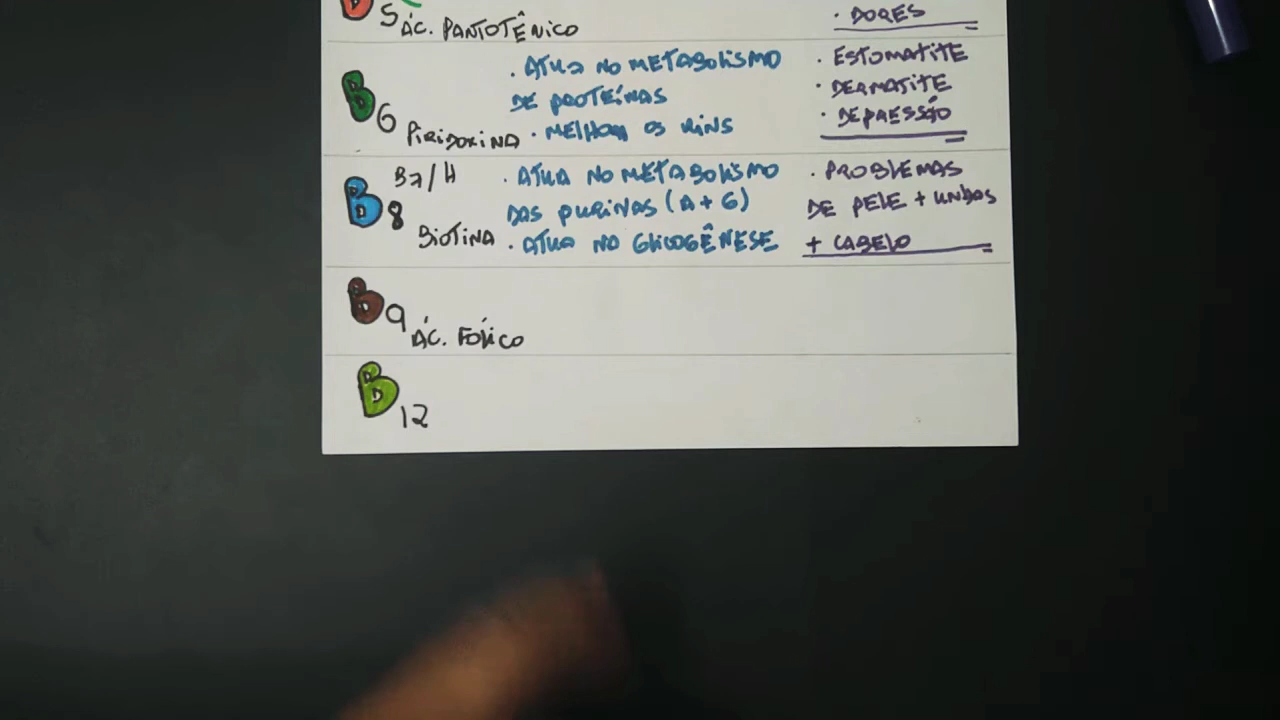 B5 ÁC. PANTOTÊNICO
. DORES
B6 PIRIDOXINA
. ATUA NO METABOLISMO
DE PROTEÍNAS
. MELHORA OS RINS
. ESTOMATITE
. DERMATITE
. DEPRESSÃO
B7/H
B8 BIOTINA
. ATUA NO METABOLISMO
DAS PURINAS (A + G)
. ATUA NO GLICOGÊNESE
. PROBLEMAS
DE PELE + UNHAS
+ CABELO
B9 ÁC. FÓLICO
B12